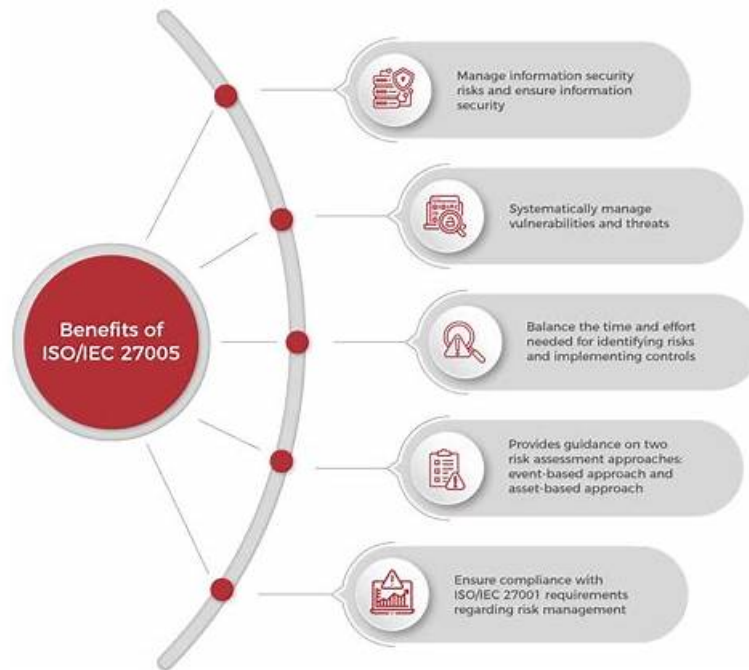 Manage information security
risks and ensure information
security
Systematically manage
vulnerabilities and threats
Benefits of
ISO/IEC 27005
Balance the time and effort
needed for identifying risks
and implementing controls
Provides guidance on two
risk assessment approaches:
event-based approach and
asset-based approach
Ensure compliance with
ISO/IEC 27001 requirements
regarding risk management